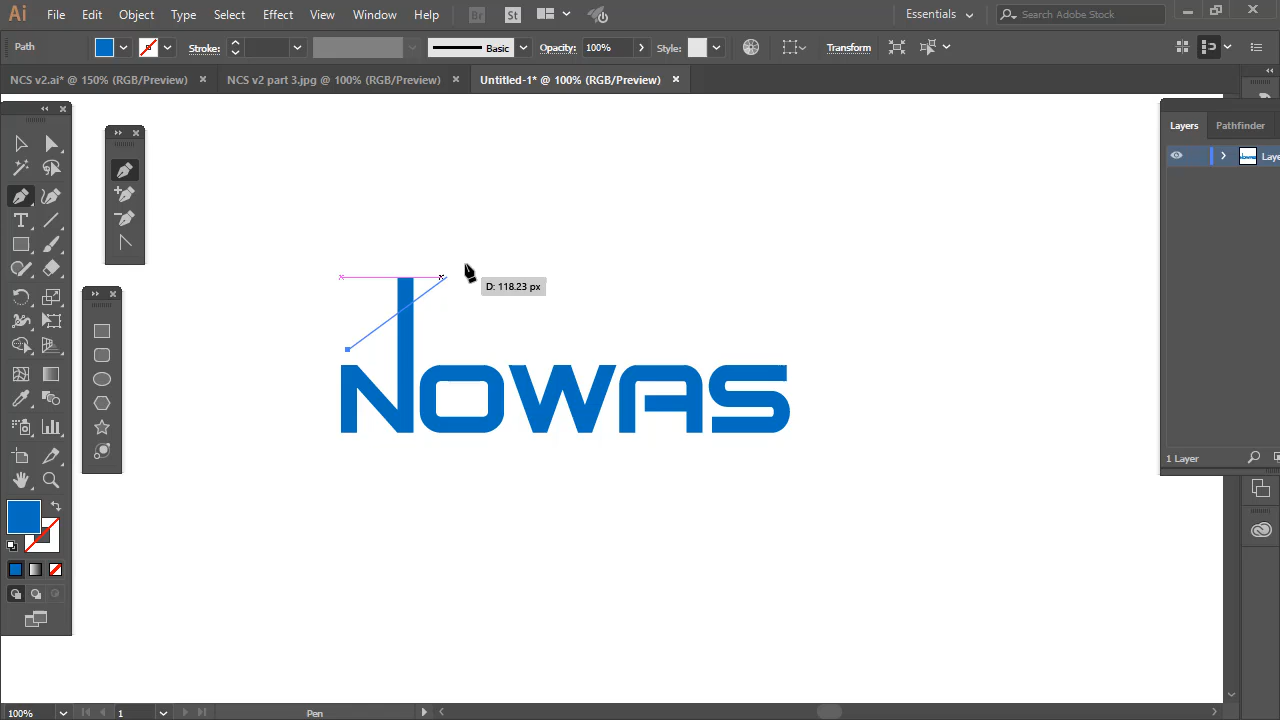 Ai File Edit Object Type Select Effect View Window Help Br St Essentials Search Adobe Stock
Path Stroke: Basic Opacity: 100% Style: Transform
NCS v2.ai* @ 150% (RGB/Preview) × NCS v2 part 3.jpg @ 100% (RGB/Preview) × Untitled-1* @ 100% (RGB/Preview) ×
Layers Pathfinder
Laye
D: 118.23 px
NOWAS
1 Layer
100% 1 Pen